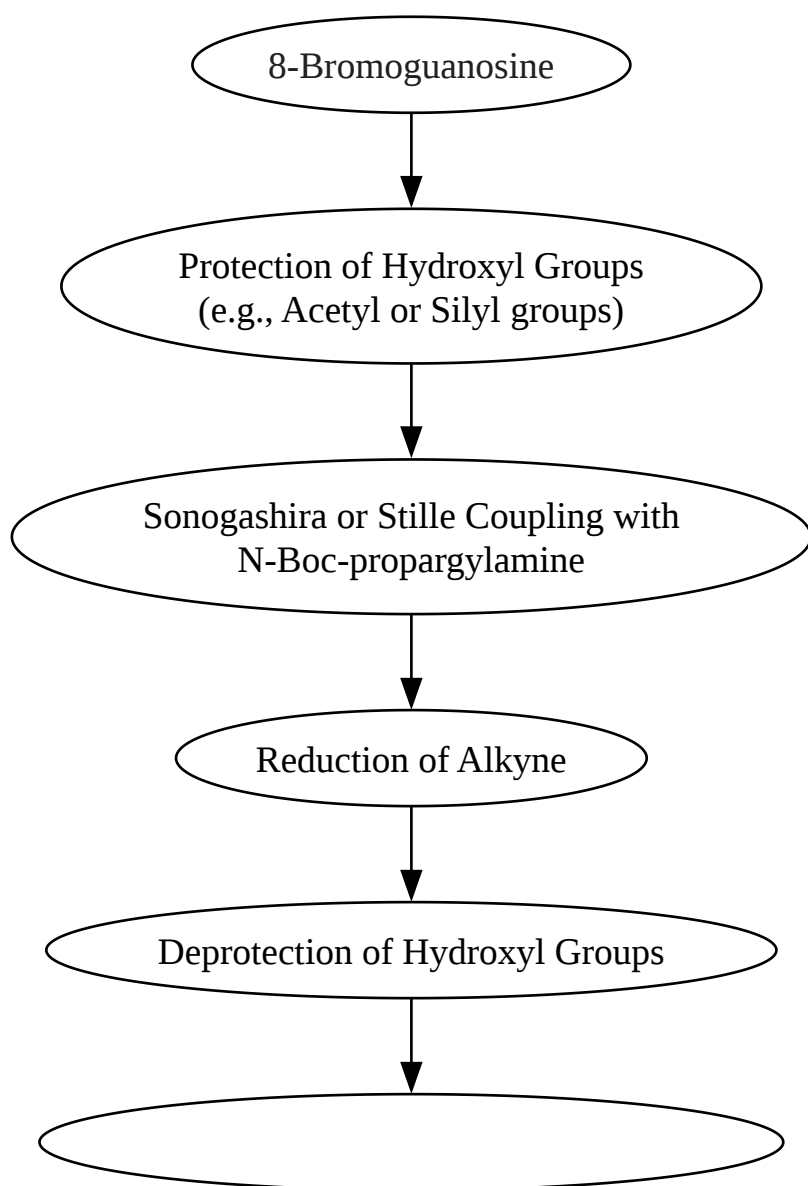 8-Bromoguanosine
Protection of Hydroxyl Groups
(e.g., Acetyl or Silyl groups)
Sonogashira or Stille Coupling with
N-Boc-propargylamine
Reduction of Alkyne
Deprotection of Hydroxyl Groups